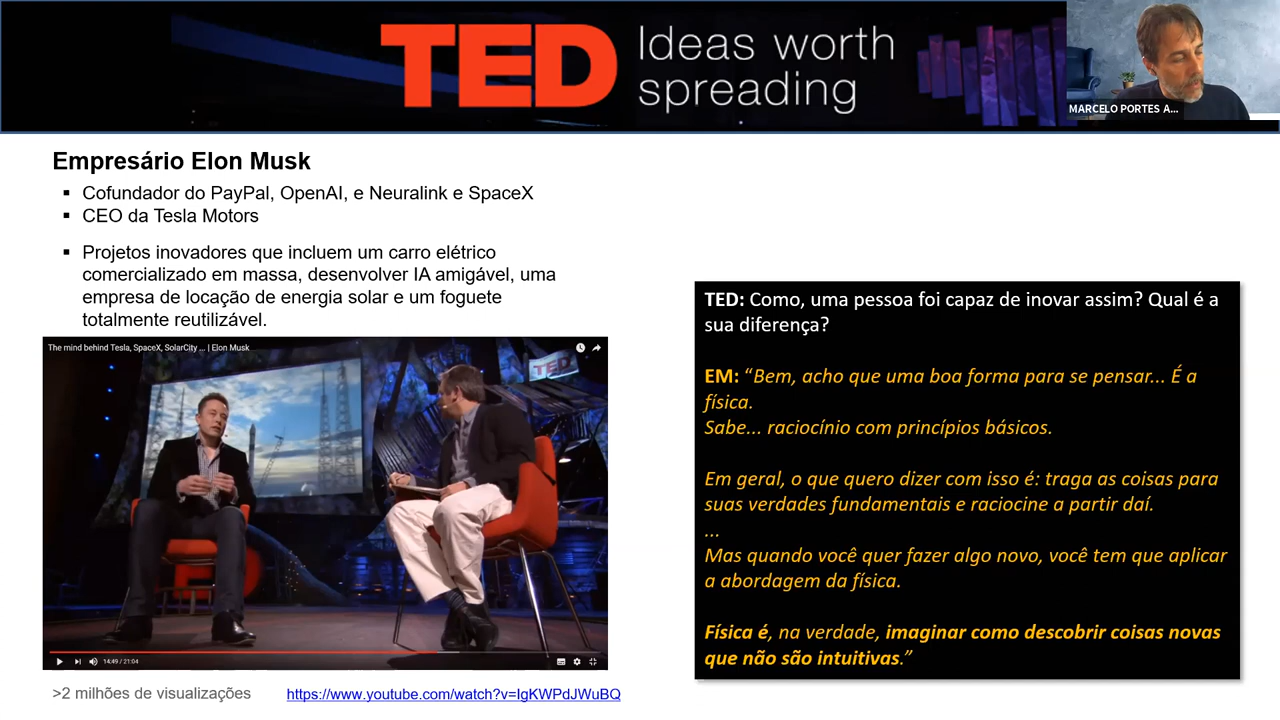 TED Ideas worth
spreading
MARCELO PORTES A...
Empresário Elon Musk
▪ Cofundador do PayPal, OpenAI, e Neuralink e SpaceX
▪ CEO da Tesla Motors
▪ Projetos inovadores que incluem um carro elétrico
comercializado em massa, desenvolver IA amigável, uma
empresa de locação de energia solar e um foguete
totalmente reutilizável.
The mind behind Tesla, SpaceX, SolarCity ... | Elon Musk
TED
14:49 / 21:04
>2 milhões de visualizações
https://www.youtube.com/watch?v=IgKWPdJWuBQ
TED: Como, uma pessoa foi capaz de inovar assim? Qual é a
sua diferença?
EM: “Bem, acho que uma boa forma para se pensar... É a
física.
Sabe... raciocínio com princípios básicos.
Em geral, o que quero dizer com isso é: traga as coisas para
suas verdades fundamentais e raciocine a partir daí.
...
Mas quando você quer fazer algo novo, você tem que aplicar
a abordagem da física.
Física é, na verdade, imaginar como descobrir coisas novas
que não são intuitivas.”